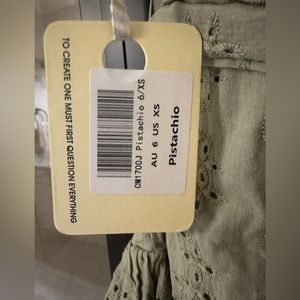 TO CREATE ONE MUST FIRST QUESTION EVERYTHING
CM1700J Pistachio 6/XS
AU 6 US XS
Pistachio